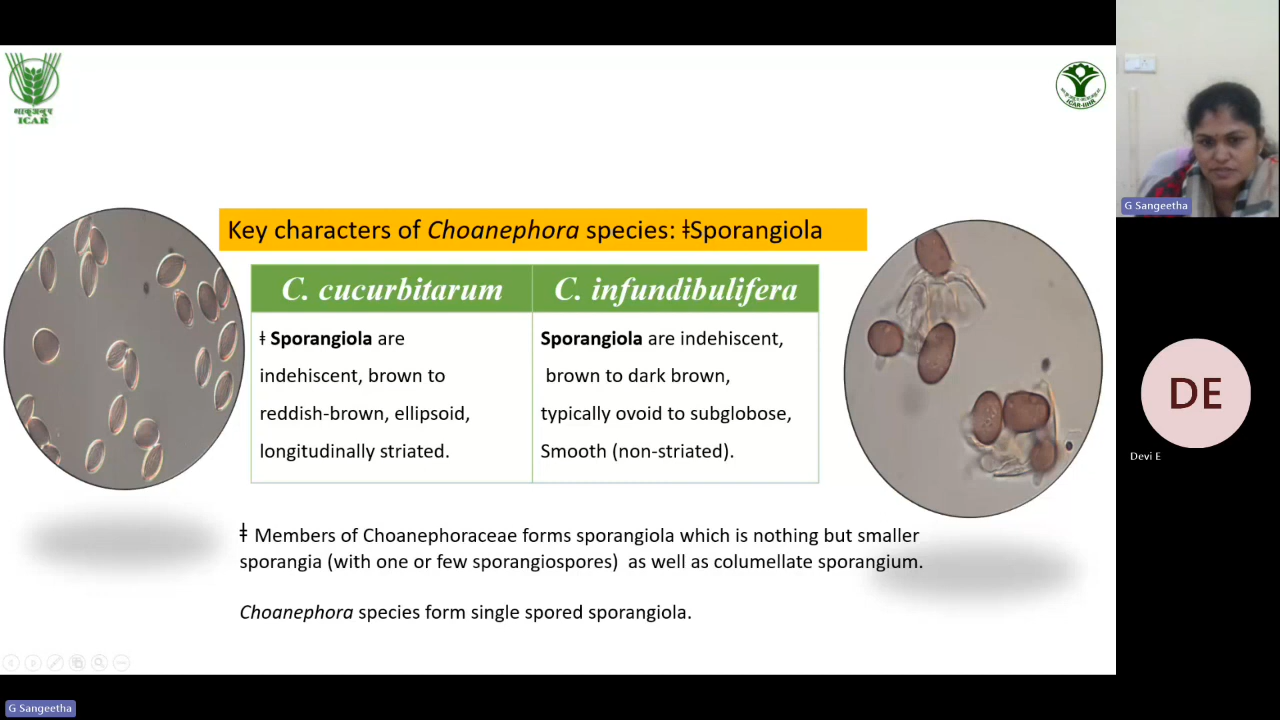 भाकृअनुप
ICAR
ICAR-IIHR
Key characters of Choanephora species: ǂSporangiola
C. cucurbitarum
C. infundibulifera
ǂ Sporangiola are
indehiscent, brown to
reddish-brown, ellipsoid,
longitudinally striated.
Sporangiola are indehiscent,
brown to dark brown,
typically ovoid to subglobose,
Smooth (non-striated).
ǂ Members of Choanephoraceae forms sporangiola which is nothing but smaller
sporangia (with one or few sporangiospores) as well as columellate sporangium.
Choanephora species form single spored sporangiola.
G Sangeetha
DE
Devi E
G Sangeetha